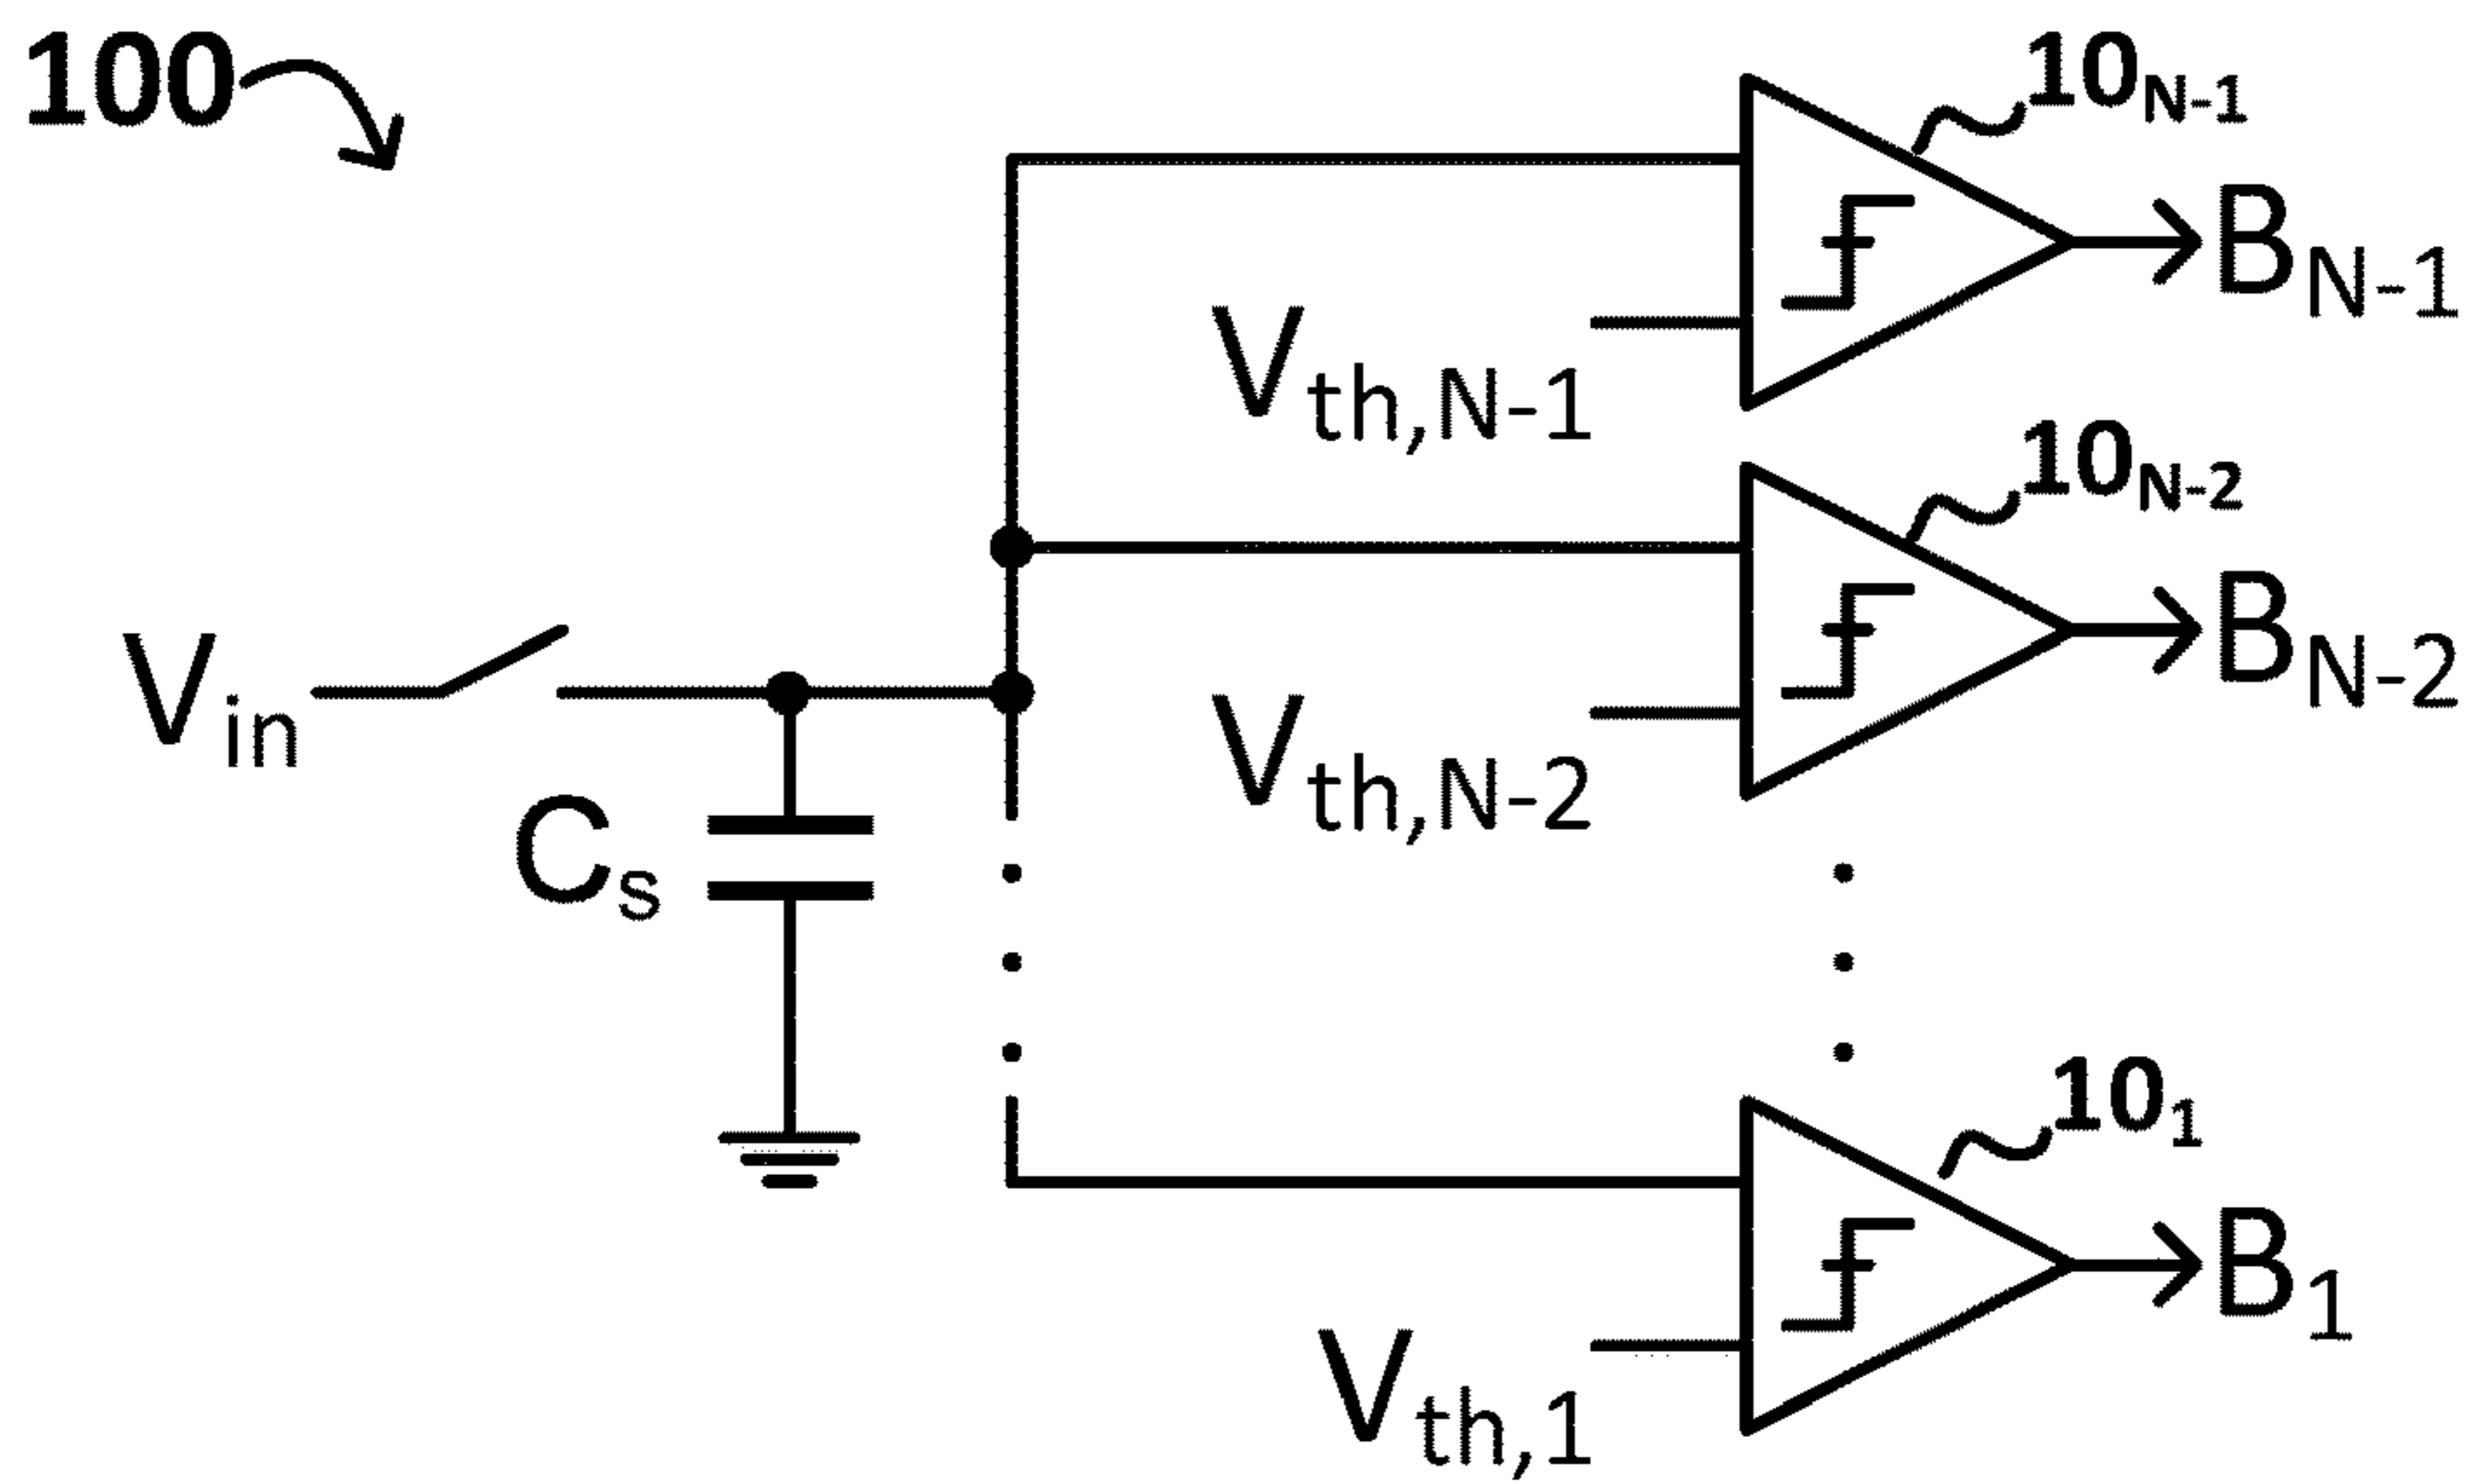 100
10N-1
BN-1
Vth,N-1
10N-2
BN-2
Vin
Vth,N-2
Cs
101
B1
Vth,1